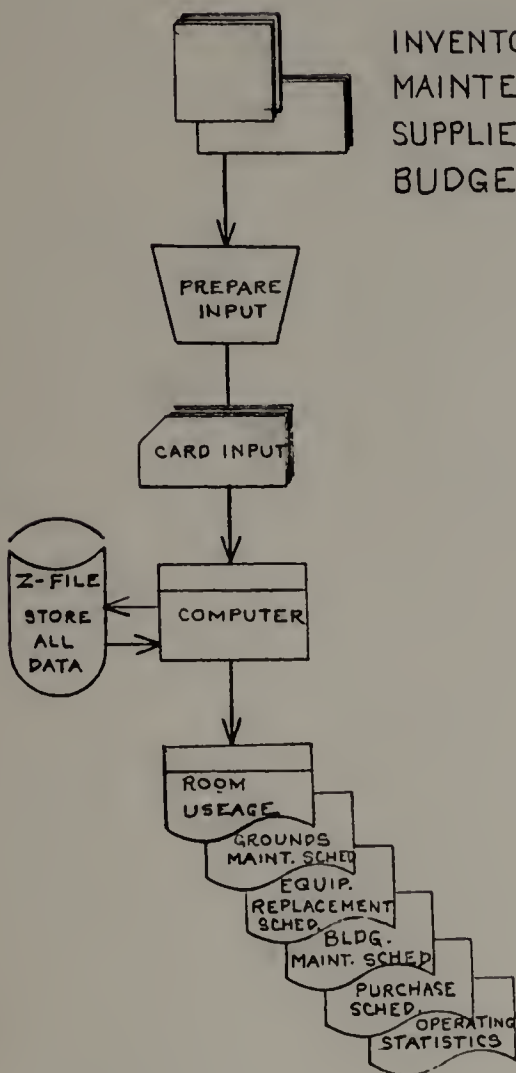 INVENTO
MAINTE
SUPPLIE
BUDGE
PREPARE
INPUT
CARD INPUT
Z-FILE
STORE
ALL
DATA
COMPUTER
ROOM
USEAGE
GROUNDS
MAINT. SCHED
EQUIP.
REPLACEMENT
SCHED.
BLDG.
MAINT. SCHED
PURCHASE
SCHED.
OPERATING
STATISTICS